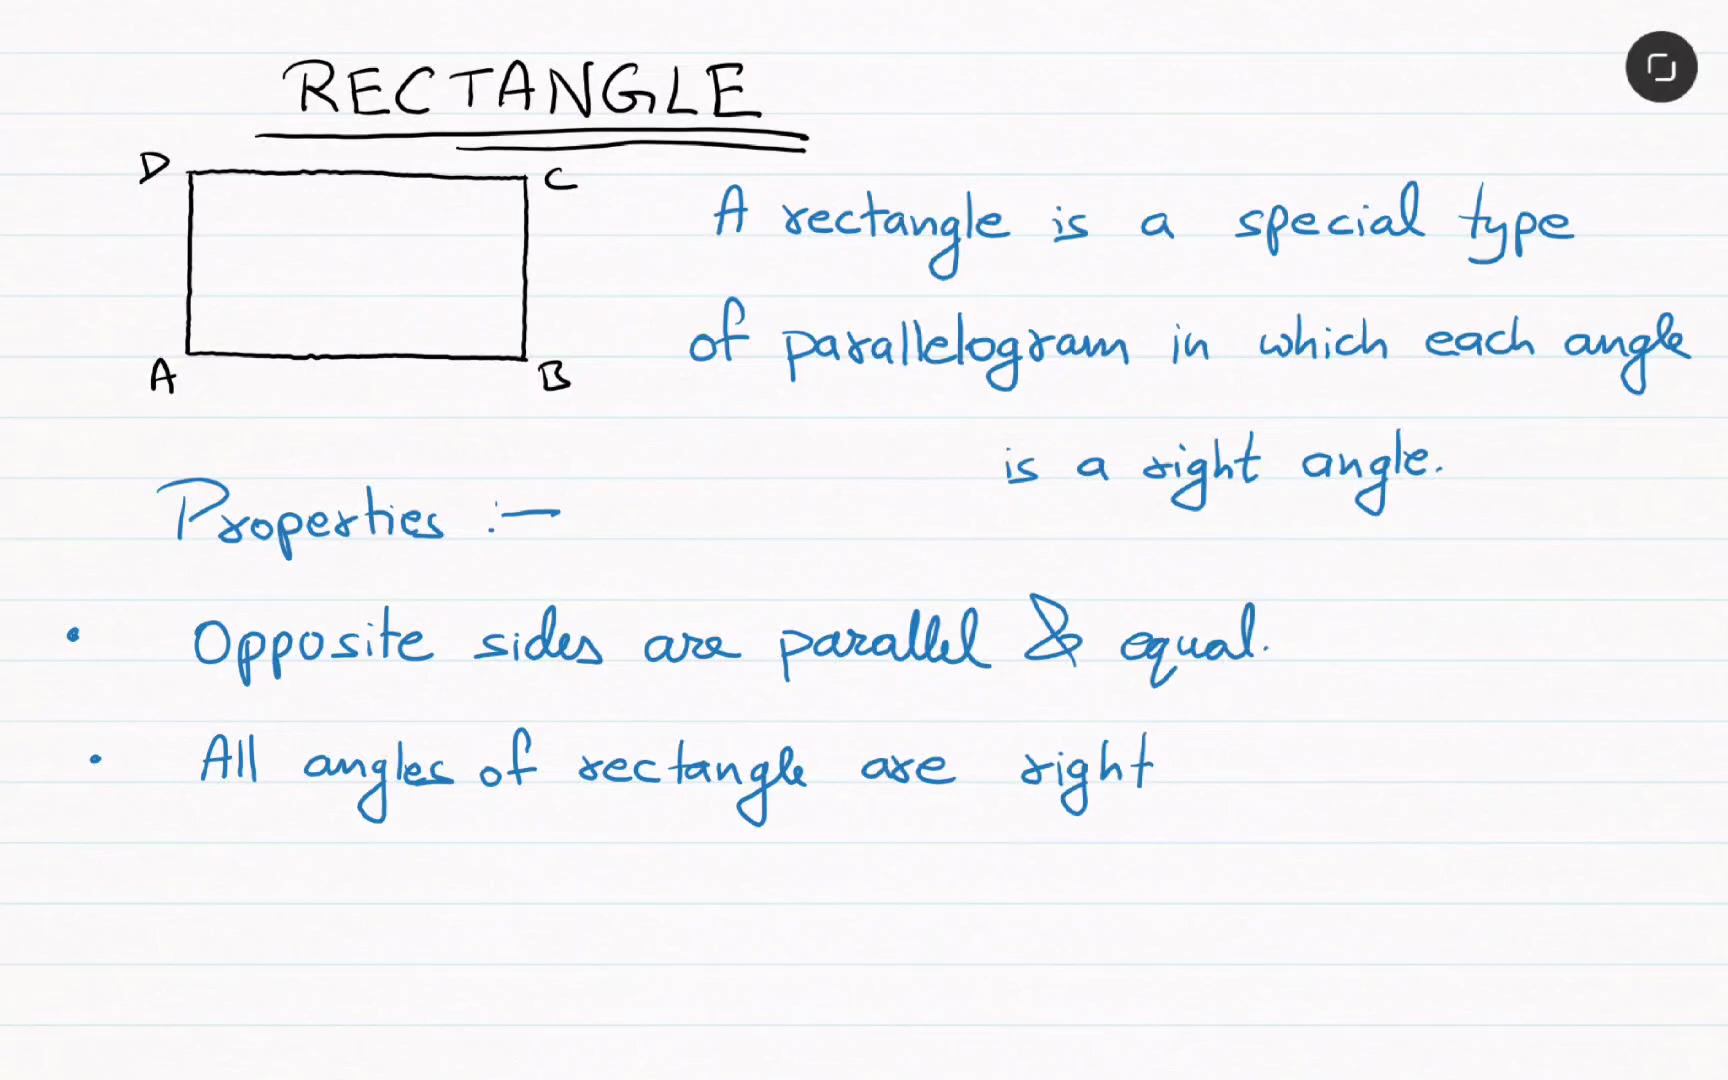 RECTANGLE
D
C
A rectangle is a special type
of parallelogram in which each angle
A
B
is a right angle.
Properties :-
• Opposite sides are parallel & equal.
• All angles of rectangle are right